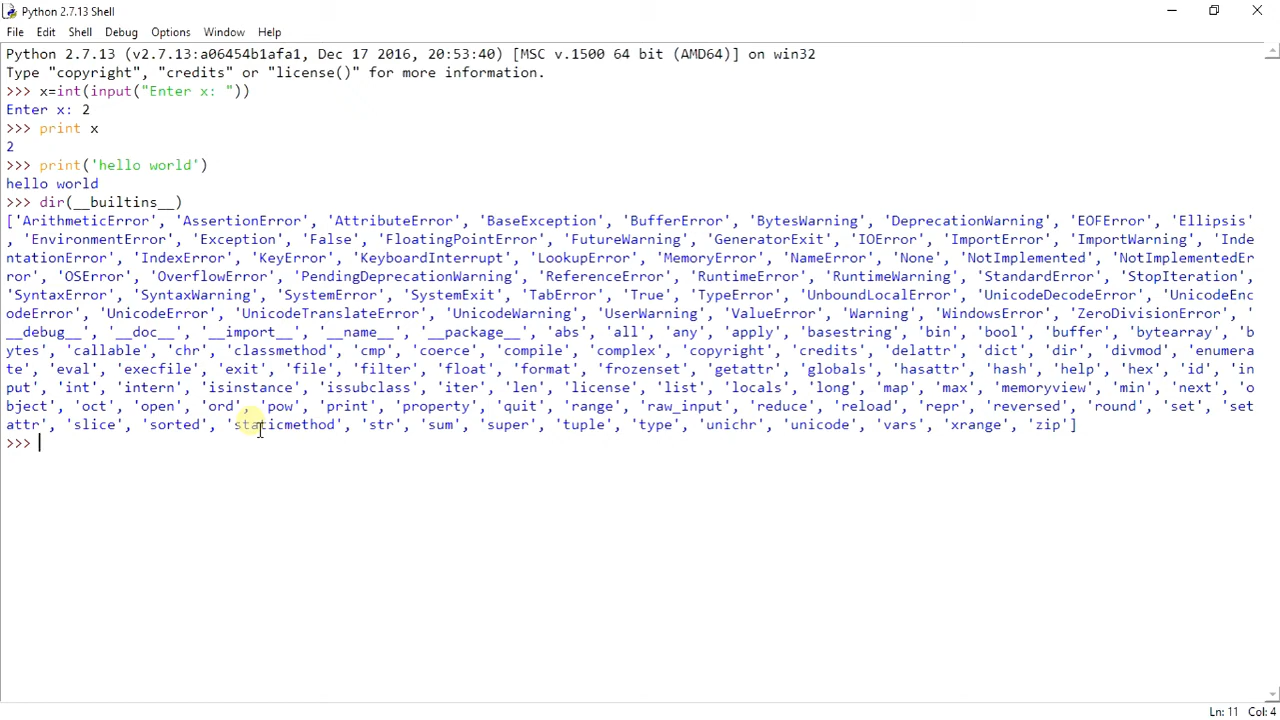 Python 2.7.13 Shell
File Edit Shell Debug Options Window Help
Python 2.7.13 (v2.7.13:a06454b1afa1, Dec 17 2016, 20:53:40) [MSC v.1500 64 bit (AMD64)] on win32
Type "copyright", "credits" or "license()" for more information.
>>> x=int(input("Enter x: "))
Enter x: 2
>>> print x
2
>>> print('hello world')
hello world
>>> dir(__builtins__)
['ArithmeticError', 'AssertionError', 'AttributeError', 'BaseException', 'BufferError', 'BytesWarning', 'DeprecationWarning', 'EOFError', 'Ellipsis'
, 'EnvironmentError', 'Exception', 'False', 'FloatingPointError', 'FutureWarning', 'GeneratorExit', 'IOError', 'ImportError', 'ImportWarning', 'Inde
ntationError', 'IndexError', 'KeyError', 'KeyboardInterrupt', 'LookupError', 'MemoryError', 'NameError', 'None', 'NotImplemented', 'NotImplementedEr
ror', 'OSError', 'OverflowError', 'PendingDeprecationWarning', 'ReferenceError', 'RuntimeError', 'RuntimeWarning', 'StandardError', 'StopIteration',
'SyntaxError', 'SyntaxWarning', 'SystemError', 'SystemExit', 'TabError', 'True', 'TypeError', 'UnboundLocalError', 'UnicodeDecodeError', 'UnicodeEnc
odeError', 'UnicodeError', 'UnicodeTranslateError', 'UnicodeWarning', 'UserWarning', 'ValueError', 'Warning', 'WindowsError', 'ZeroDivisionError', '
__debug__', '__doc__', '__import__', '__name__', '__package__', 'abs', 'all', 'any', 'apply', 'basestring', 'bin', 'bool', 'buffer', 'bytearray', 'b
ytes', 'callable', 'chr', 'classmethod', 'cmp', 'coerce', 'compile', 'complex', 'copyright', 'credits', 'delattr', 'dict', 'dir', 'divmod', 'enumera
te', 'eval', 'execfile', 'exit', 'file', 'filter', 'float', 'format', 'frozenset', 'getattr', 'globals', 'hasattr', 'hash', 'help', 'hex', 'id', 'in
put', 'int', 'intern', 'isinstance', 'issubclass', 'iter', 'len', 'license', 'list', 'locals', 'long', 'map', 'max', 'memoryview', 'min', 'next', 'o
bject', 'oct', 'open', 'ord', 'pow', 'print', 'property', 'quit', 'range', 'raw_input', 'reduce', 'reload', 'repr', 'reversed', 'round', 'set', 'set
attr', 'slice', 'sorted', 'staticmethod', 'str', 'sum', 'super', 'tuple', 'type', 'unichr', 'unicode', 'vars', 'xrange', 'zip']
>>>
Ln: 11 Col: 4